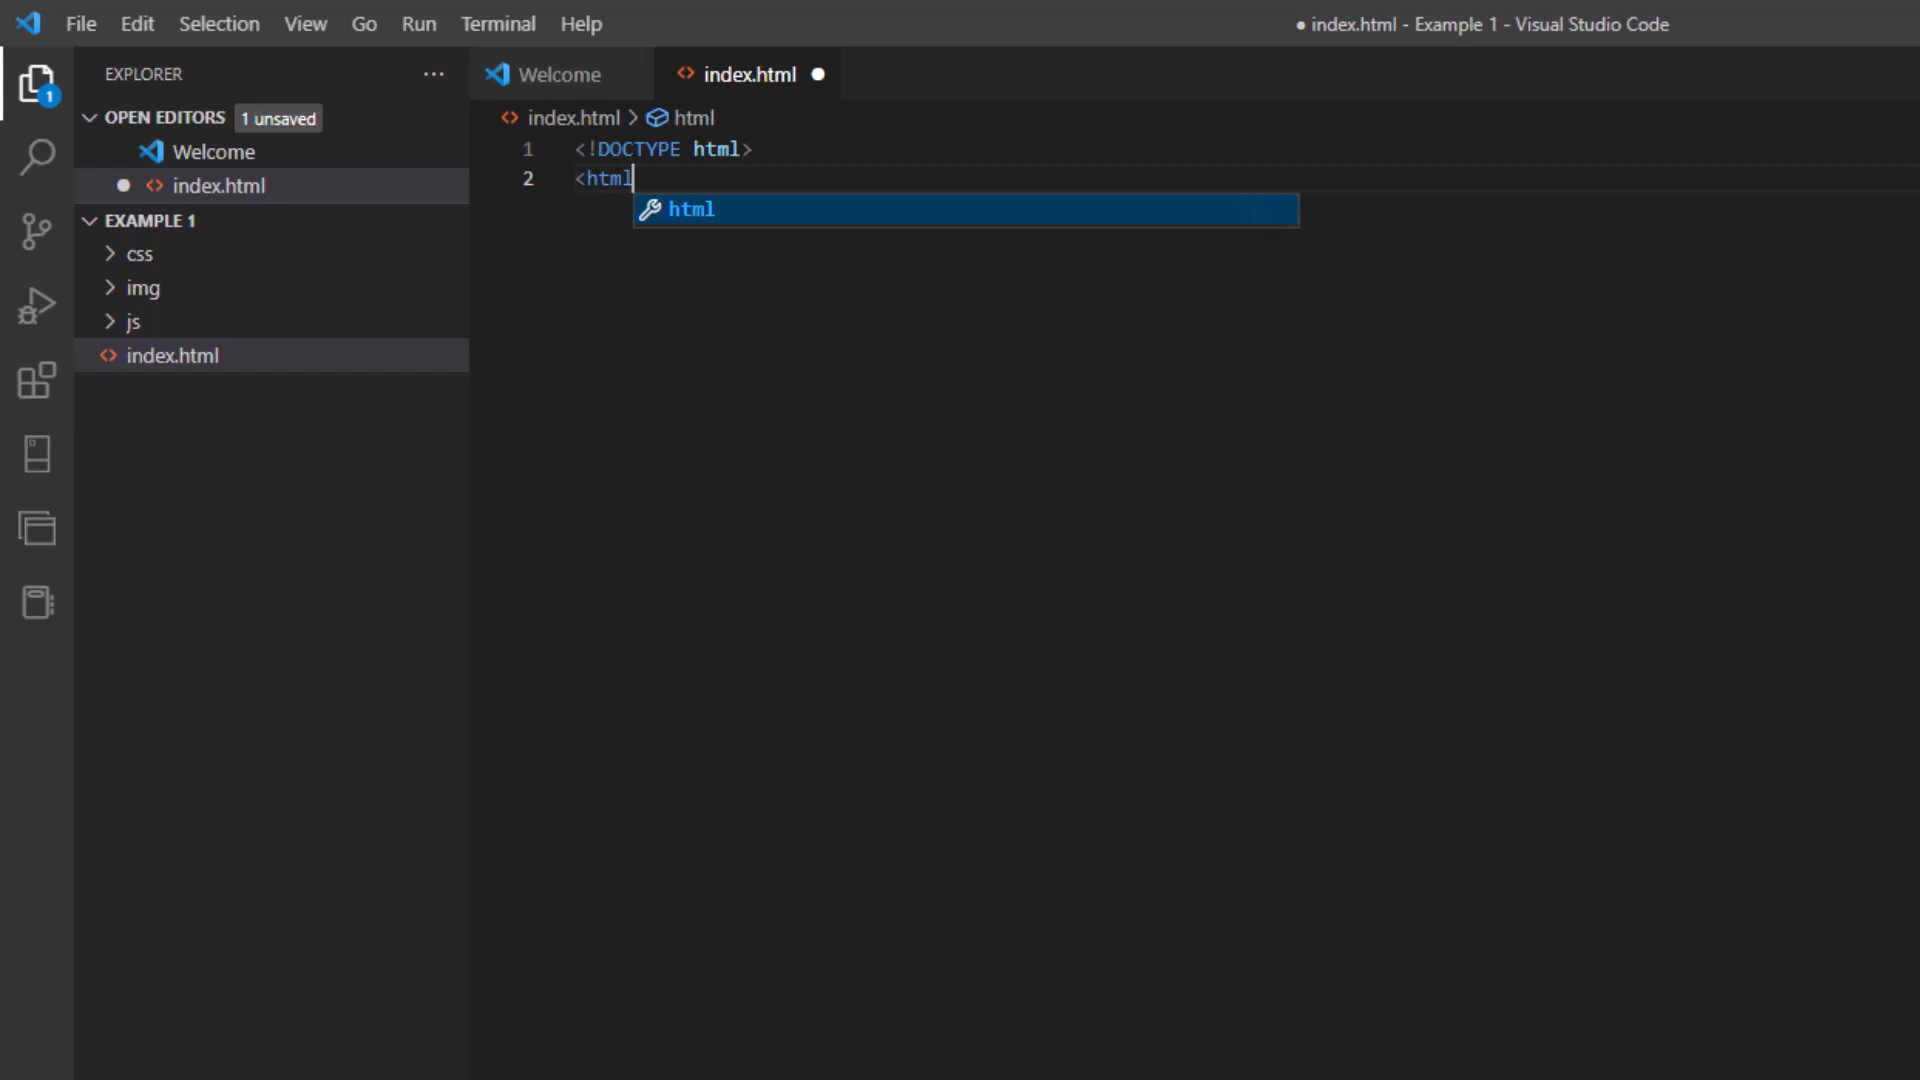 File Edit Selection View Go Run Terminal Help
● index.html - Example 1 - Visual Studio Code
EXPLORER ···
1
OPEN EDITORS 1 unsaved
Welcome
index.html
EXAMPLE 1
css
img
js
index.html
Welcome
index.html
index.html > html
1 <!DOCTYPE html>
2 <html
html